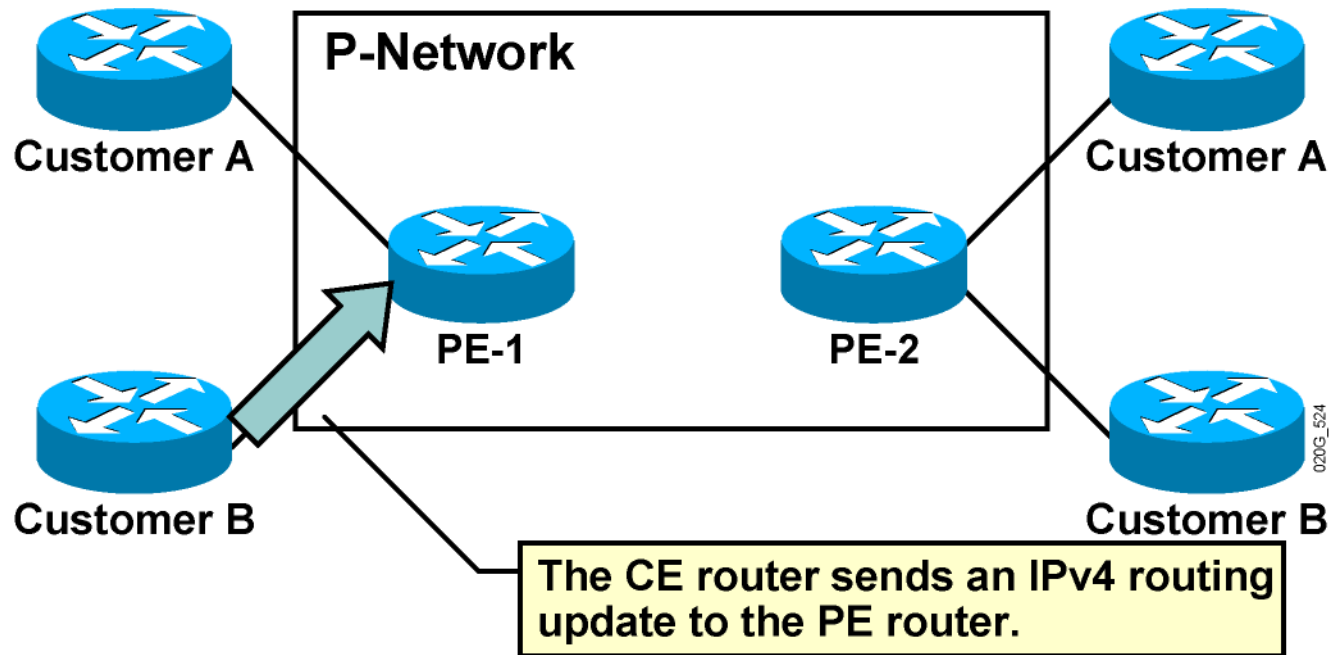 P-Network
Customer A
Customer A
PE-1
PE-2
Customer B
Customer B
020G_524
The CE router sends an IPv4 routing
update to the PE router.